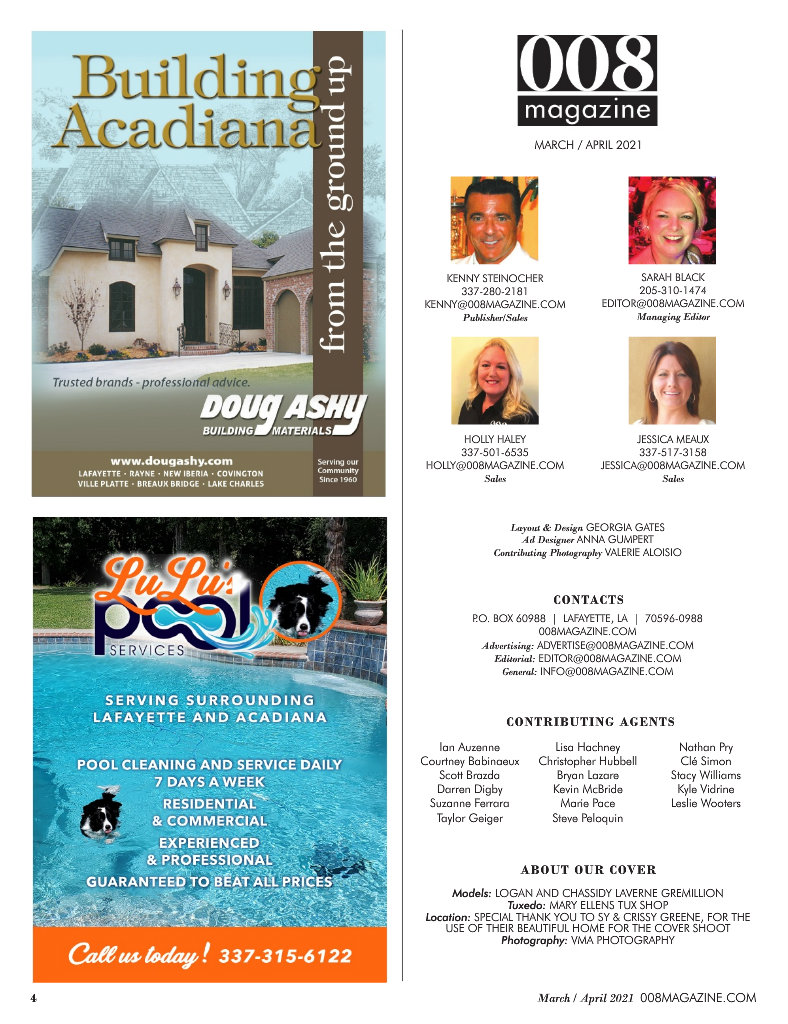 Building
Acadiana
from the ground up
Trusted brands - professional advice.
DOUG ASHY
BUILDING MATERIALS
www.dougashy.com
LAFAYETTE • RAYNE • NEW IBERIA • COVINGTON
VILLE PLATTE • BREAUX BRIDGE • LAKE CHARLES
Serving our
Community
Since 1960
LuLu's
pool
SERVICES
SERVING SURROUNDING
LAFAYETTE AND ACADIANA
POOL CLEANING AND SERVICE DAILY
7 DAYS A WEEK
RESIDENTIAL
& COMMERCIAL
EXPERIENCED
& PROFESSIONAL
GUARANTEED TO BEAT ALL PRICES
Call us today! 337-315-6122
008
magazine
MARCH / APRIL 2021
KENNY STEINOCHER
337-280-2181
KENNY@008MAGAZINE.COM
Publisher/Sales
SARAH BLACK
205-310-1474
EDITOR@008MAGAZINE.COM
Managing Editor
HOLLY HALEY
337-501-6535
HOLLY@008MAGAZINE.COM
Sales
JESSICA MEAUX
337-517-3158
JESSICA@008MAGAZINE.COM
Sales
Layout & Design GEORGIA GATES
Ad Designer ANNA GUMPERT
Contributing Photography VALERIE ALOISIO
CONTACTS
P.O. BOX 60988 | LAFAYETTE, LA | 70596-0988
008MAGAZINE.COM
Advertising: ADVERTISE@008MAGAZINE.COM
Editorial: EDITOR@008MAGAZINE.COM
General: INFO@008MAGAZINE.COM
CONTRIBUTING AGENTS
Ian Auzenne
Courtney Babinaeux
Scott Brazda
Darren Digby
Suzanne Ferrara
Taylor Geiger
Lisa Hachney
Christopher Hubbell
Bryan Lazare
Kevin McBride
Marie Pace
Steve Peloquin
Nathan Pry
Clé Simon
Stacy Williams
Kyle Vidrine
Leslie Wooters
ABOUT OUR COVER
Models: LOGAN AND CHASSIDY LAVERNE GREMILLION
Tuxedo: MARY ELLENS TUX SHOP
Location: SPECIAL THANK YOU TO SY & CRISSY GREENE, FOR THE
USE OF THEIR BEAUTIFUL HOME FOR THE COVER SHOOT
Photography: VMA PHOTOGRAPHY
4
March / April 2021 008MAGAZINE.COM